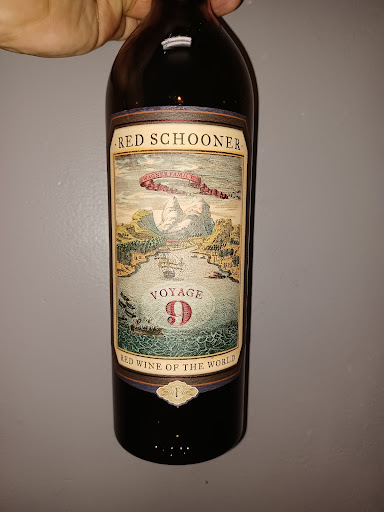 RED SCHOONER
VOYAGE
9
RED WINE OF THE WORLD